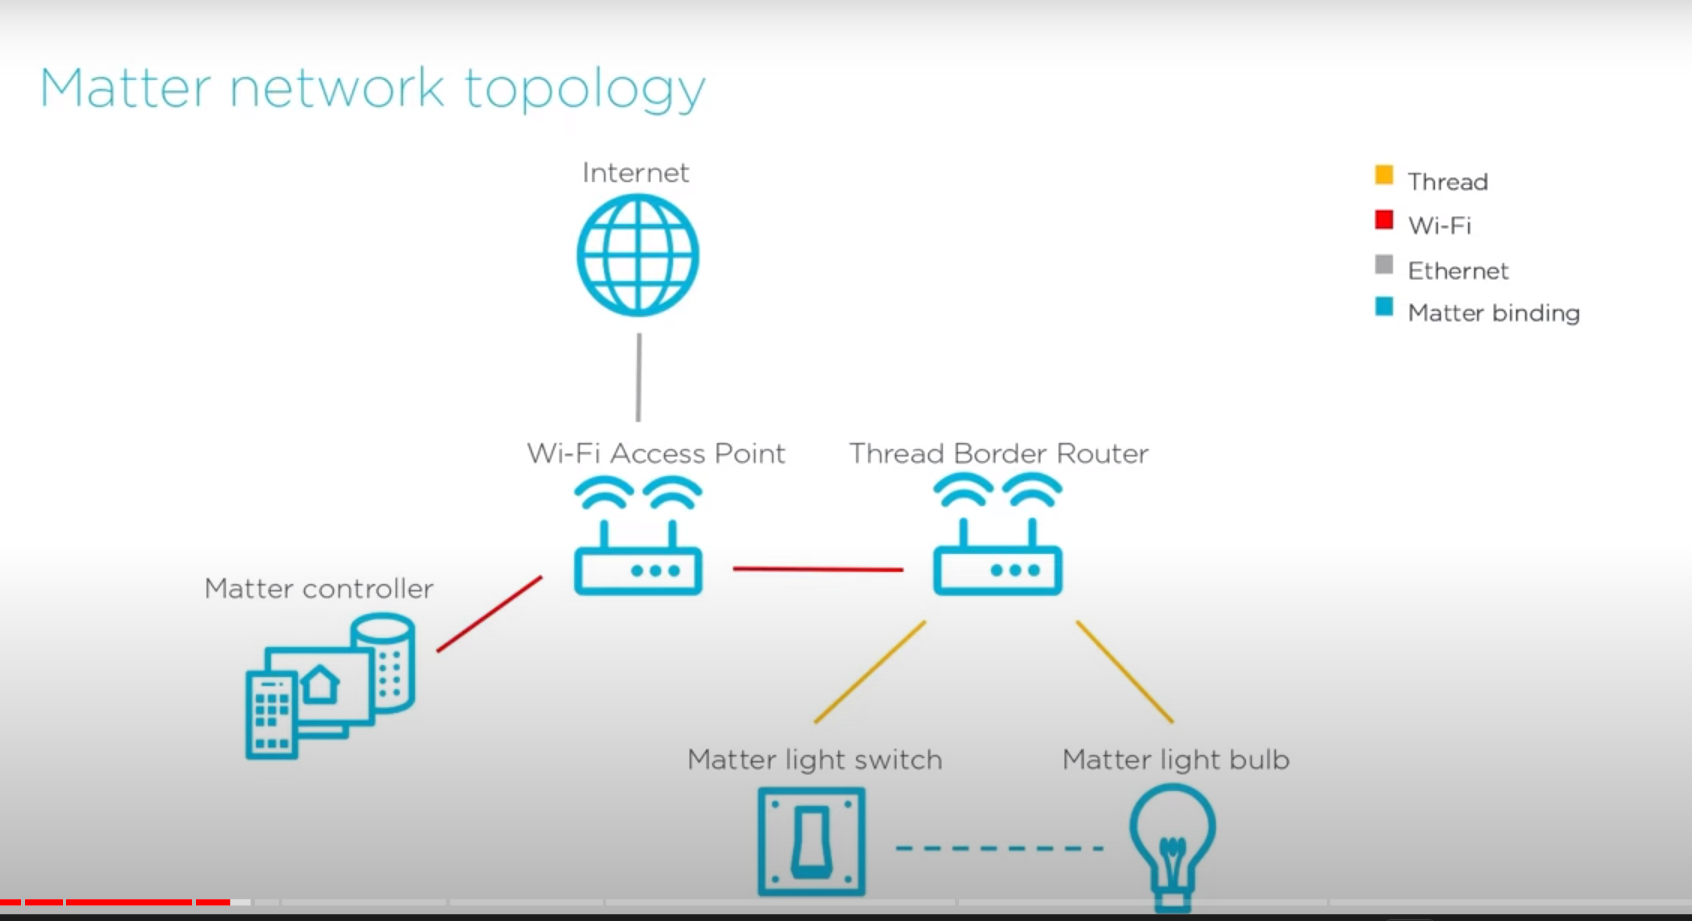 Matter network topology
Internet
Thread
Wi-Fi
Ethernet
Matter binding
Wi-Fi Access Point
Thread Border Router
Matter controller
Matter light switch
Matter light bulb